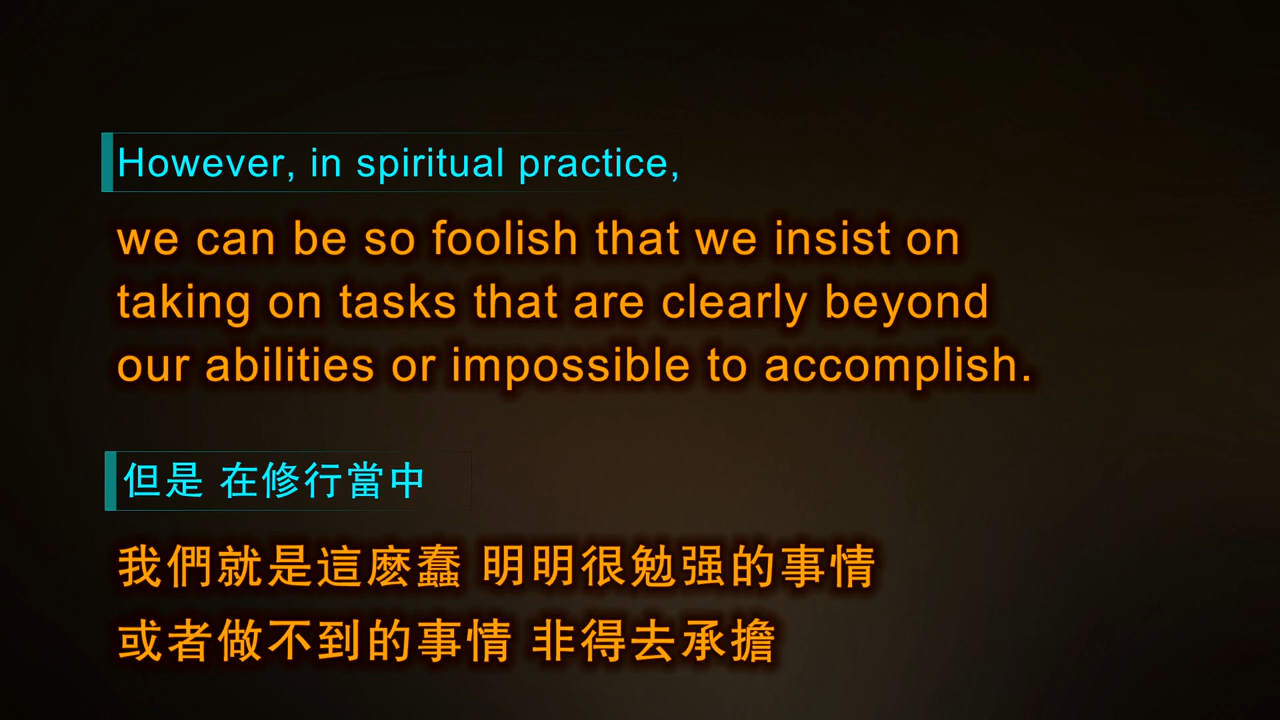 However, in spiritual practice,
we can be so foolish that we insist on
taking on tasks that are clearly beyond
our abilities or impossible to accomplish.
但是 在修行當中
我們就是這麽蠢 明明很勉强的事情
或者做不到的事情 非得去承擔